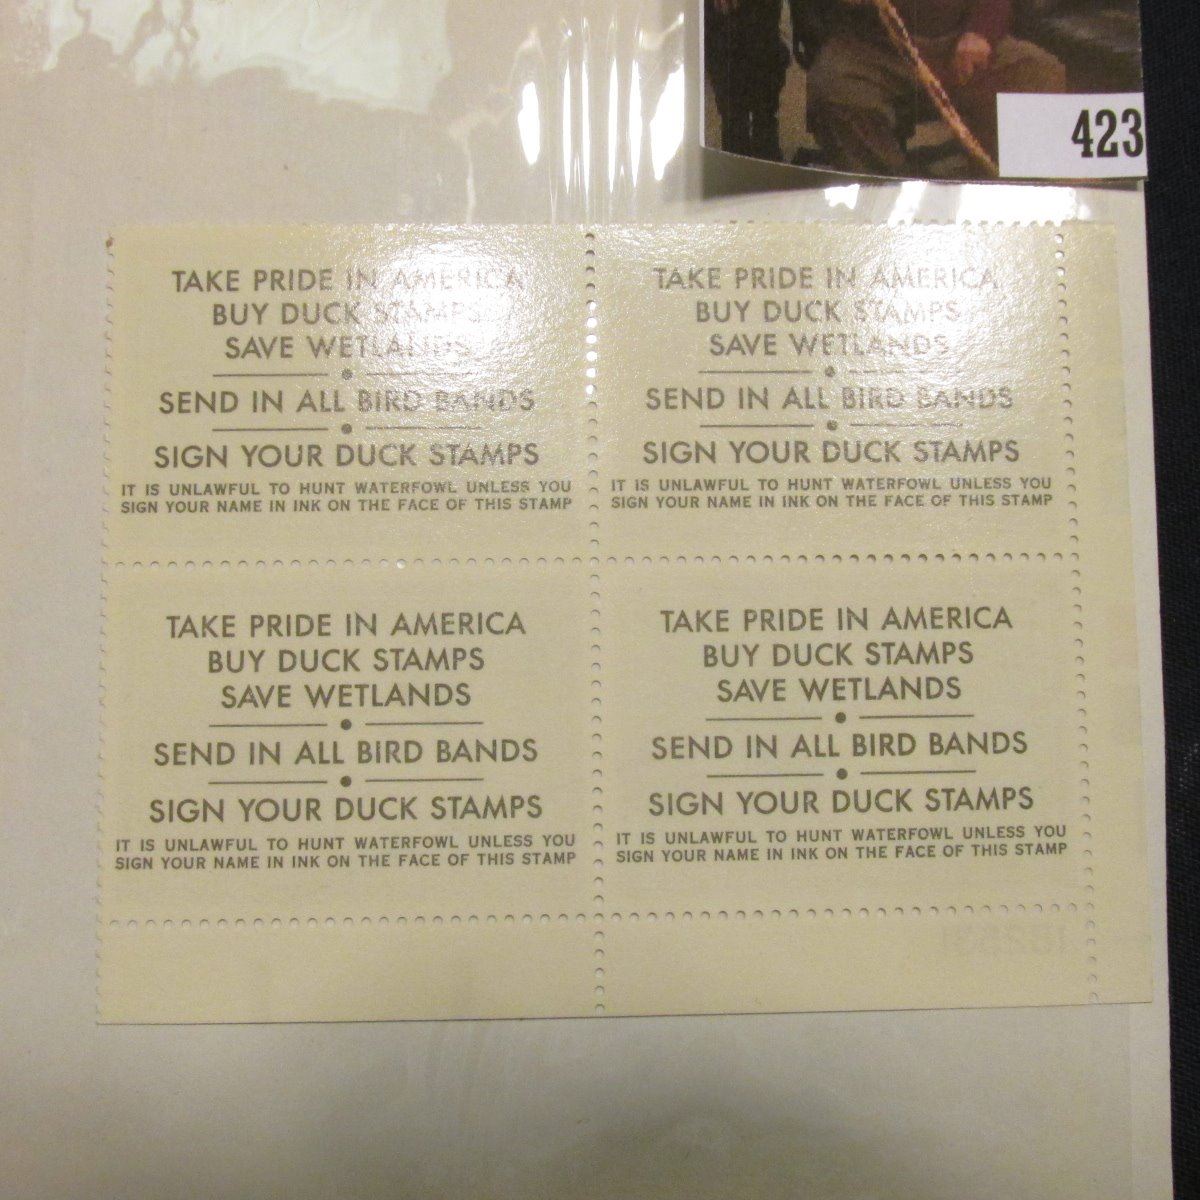 423
TAKE PRIDE IN AMERICA
BUY DUCK STAMPS
SAVE WETLANDS
SEND IN ALL BIRD BANDS
SIGN YOUR DUCK STAMPS
IT IS UNLAWFUL TO HUNT WATERFOWL UNLESS YOU
SIGN YOUR NAME IN INK ON THE FACE OF THIS STAMP
TAKE PRIDE IN AMERICA
BUY DUCK STAMPS
SAVE WETLANDS
SEND IN ALL BIRD BANDS
SIGN YOUR DUCK STAMPS
IT IS UNLAWFUL TO HUNT WATERFOWL UNLESS YOU
SIGN YOUR NAME IN INK ON THE FACE OF THIS STAMP
TAKE PRIDE IN AMERICA
BUY DUCK STAMPS
SAVE WETLANDS
SEND IN ALL BIRD BANDS
SIGN YOUR DUCK STAMPS
IT IS UNLAWFUL TO HUNT WATERFOWL UNLESS YOU
SIGN YOUR NAME IN INK ON THE FACE OF THIS STAMP
TAKE PRIDE IN AMERICA
BUY DUCK STAMPS
SAVE WETLANDS
SEND IN ALL BIRD BANDS
SIGN YOUR DUCK STAMPS
IT IS UNLAWFUL TO HUNT WATERFOWL UNLESS YOU
SIGN YOUR NAME IN INK ON THE FACE OF THIS STAMP